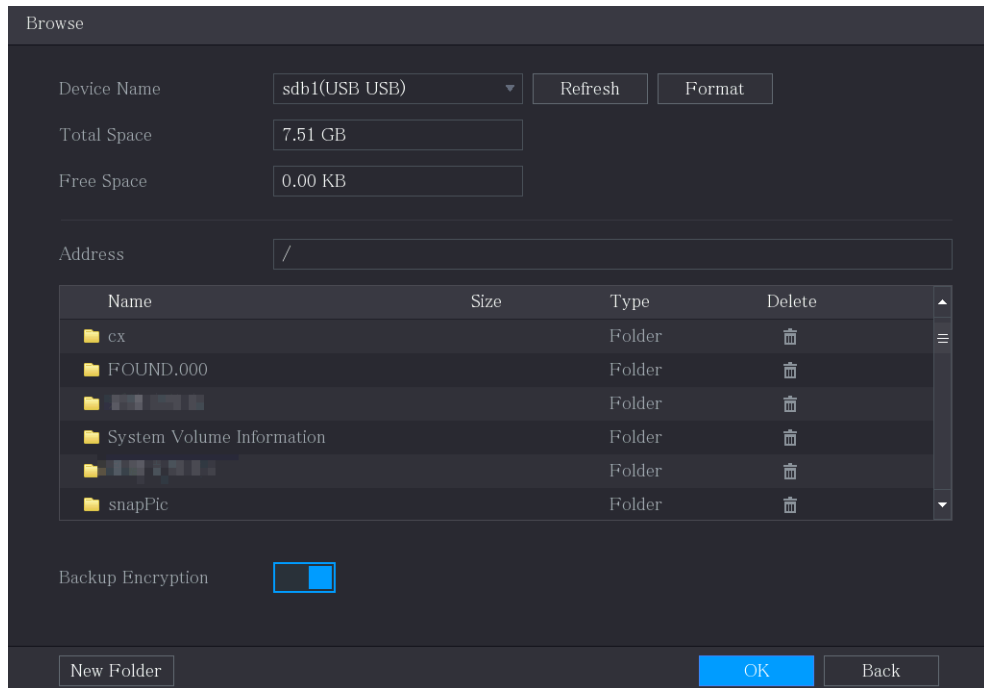 Browse
Device Name sdb1(USB USB) Refresh Format
Total Space 7.51 GB
Free Space 0.00 KB
Address /
Name Size Type Delete
cx Folder
FOUND.000 Folder
Folder
System Volume Information Folder
Folder
snapPic Folder
Backup Encryption
New Folder OK Back